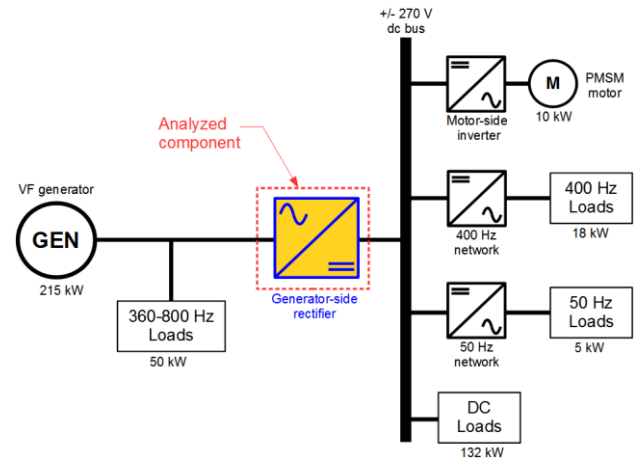 +/- 270 V
dc bus
Analyzed
component
VF generator
GEN
215 kW
360-800 Hz
Loads
50 kW
Generator-side
rectifier
Motor-side
inverter
M
PMSM
motor
10 kW
400 Hz
network
400 Hz
Loads
18 kW
50 Hz
network
50 Hz
Loads
5 kW
DC
Loads
132 kW